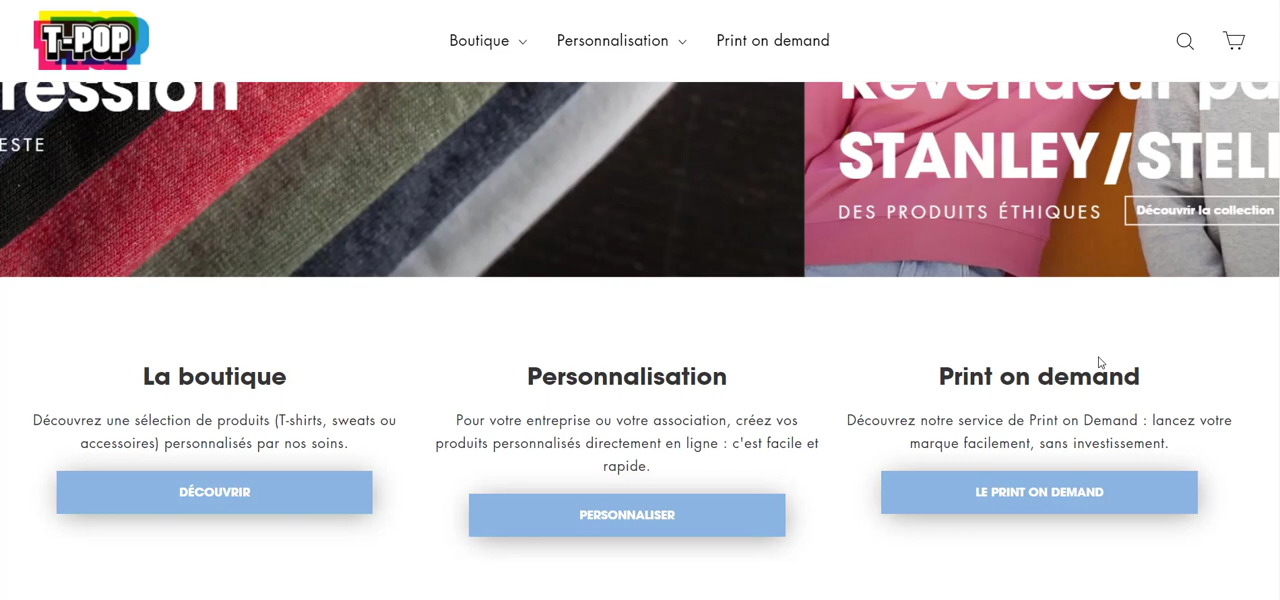 T-POP
Boutique
Personnalisation
Print on demand
ression
ESTE
Revendeur pa
STANLEY/STELL
DES PRODUITS ÉTHIQUES
Découvrir la collection
La boutique
Découvrez une sélection de produits (T-shirts, sweats ou
accessoires) personnalisés par nos soins.
DÉCOUVRIR
Personnalisation
Pour votre entreprise ou votre association, créez vos
produits personnalisés directement en ligne : c'est facile et
rapide.
PERSONNALISER
Print on demand
Découvrez notre service de Print on Demand : lancez votre
marque facilement, sans investissement.
LE PRINT ON DEMAND